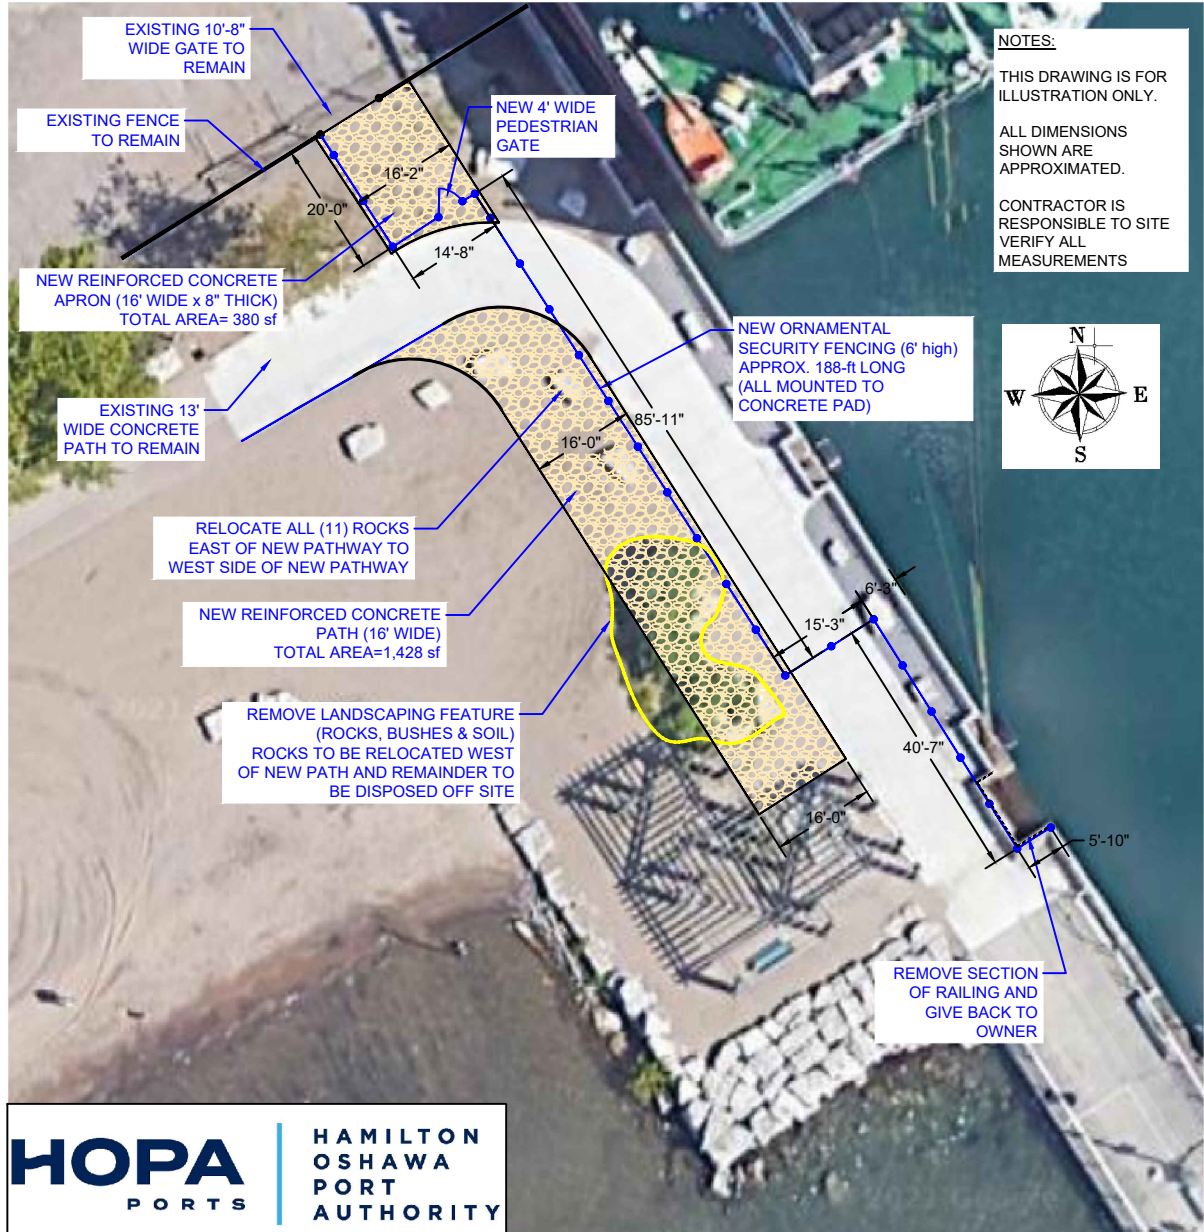 EXISTING 10'-8"
WIDE GATE TO
REMAIN
EXISTING FENCE
TO REMAIN
NEW 4' WIDE
PEDESTRIAN
GATE
NOTES:
THIS DRAWING IS FOR
ILLUSTRATION ONLY.
ALL DIMENSIONS
SHOWN ARE
APPROXIMATED.
CONTRACTOR IS
RESPONSIBLE TO SITE
VERIFY ALL
MEASUREMENTS
16'-2"
20'-0"
14'-8"
NEW REINFORCED CONCRETE
APRON (16' WIDE x 8" THICK)
TOTAL AREA= 380 sf
NEW ORNAMENTAL
SECURITY FENCING (6' high)
APPROX. 188-ft LONG
(ALL MOUNTED TO
CONCRETE PAD)
N
W
E
S
EXISTING 13'
WIDE CONCRETE
PATH TO REMAIN
85'-11"
16'-0"
RELOCATE ALL (11) ROCKS
EAST OF NEW PATHWAY TO
WEST SIDE OF NEW PATHWAY
NEW REINFORCED CONCRETE
PATH (16' WIDE)
TOTAL AREA=1,428 sf
6'-3"
15'-3"
REMOVE LANDSCAPING FEATURE
(ROCKS, BUSHES & SOIL)
ROCKS TO BE RELOCATED WEST
OF NEW PATH AND REMAINDER TO
BE DISPOSED OFF SITE
40'-7"
16'-0"
5'-10"
REMOVE SECTION
OF RAILING AND
GIVE BACK TO
OWNER
HOPA
PORTS
HAMILTON
OSHAWA
PORT
AUTHORITY